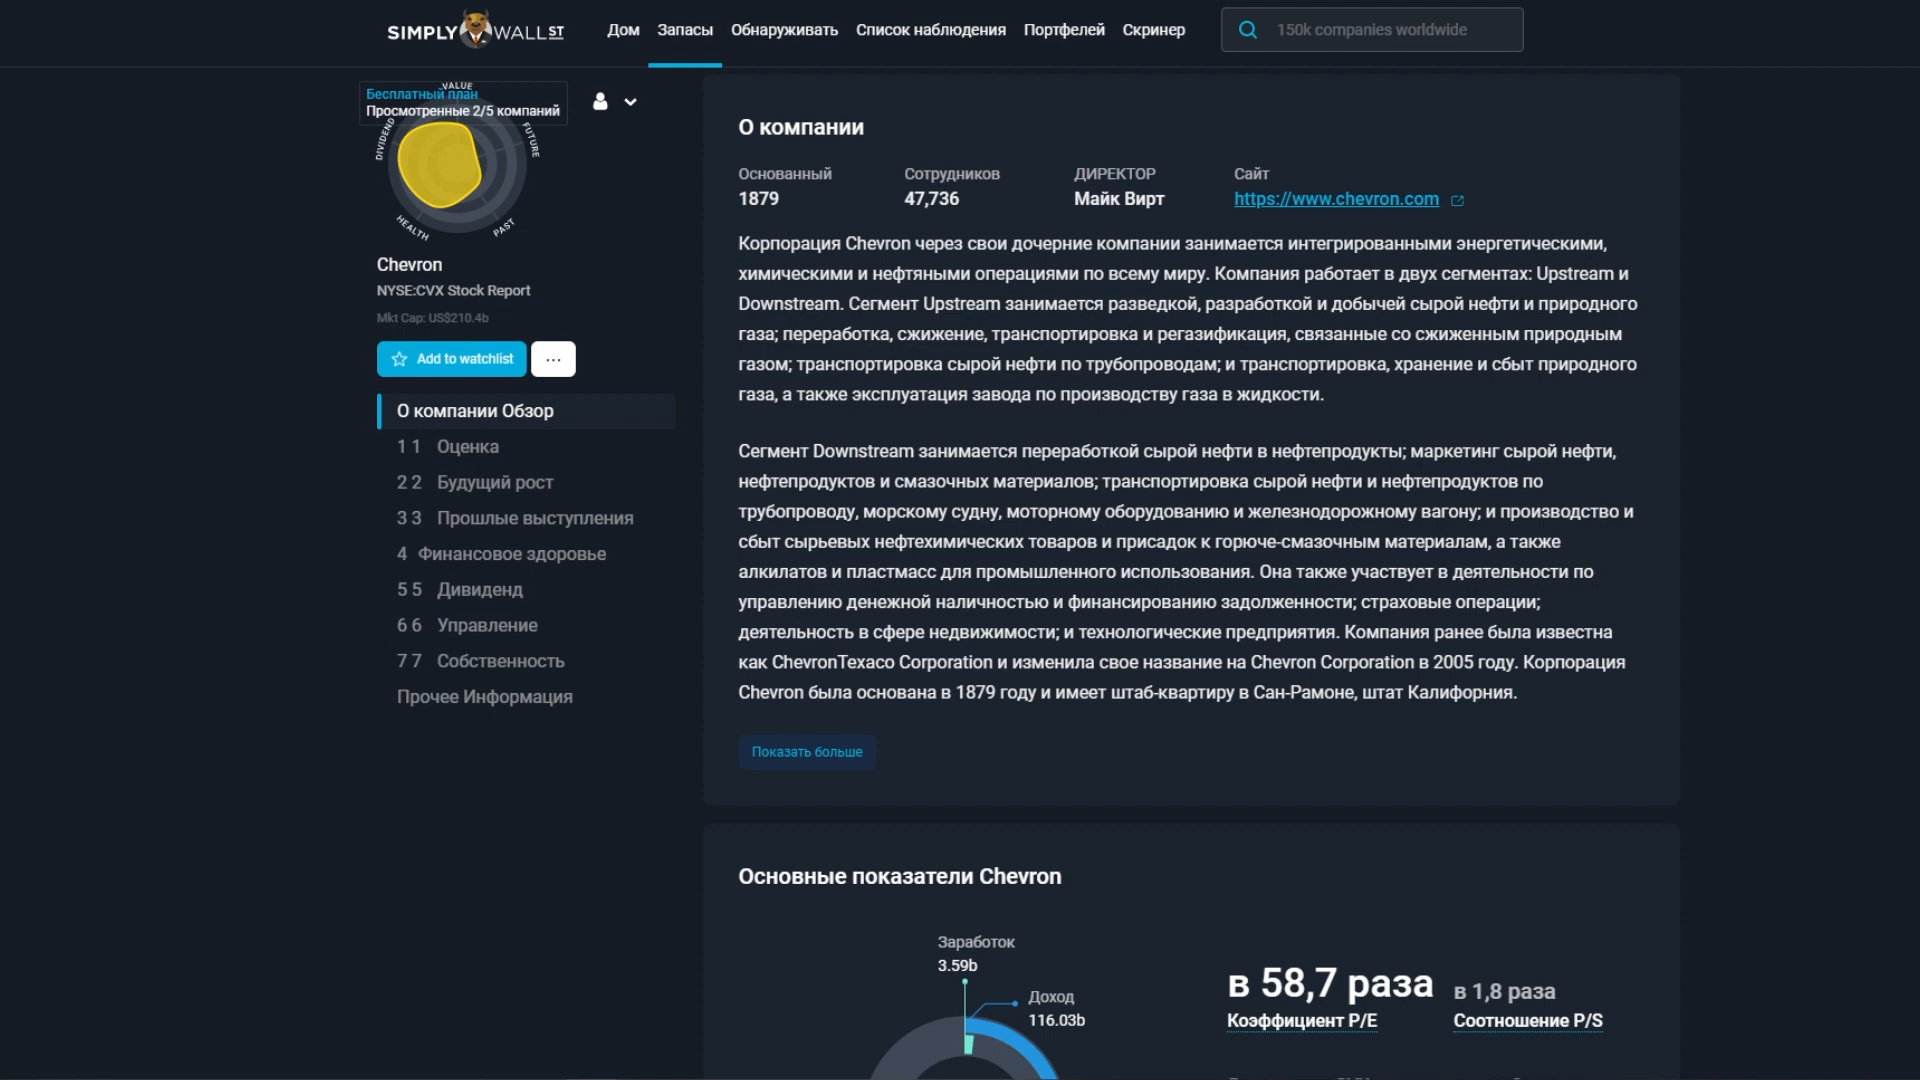 SIMPLY WALL ST
Дом
Запасы
Обнаруживать
Список наблюдения
Портфелей
Скринер
150k companies worldwide
Бесплатный план
Просмотренные 2/5 компаний
VALUE
FUTURE
PAST
HEALTH
DIVIDEND
Chevron
NYSE:CVX Stock Report
Mkt Cap: US$210.4b
Add to watchlist
...
О компании Обзор
1 1 Оценка
2 2 Будущий рост
3 3 Прошлые выступления
4 Финансовое здоровье
5 5 Дивиденд
6 6 Управление
7 7 Собственность
Прочее Информация
О компании
Основанный
Сотрудников
ДИРЕКТОР
Сайт
1879
47,736
Майк Вирт
https://www.chevron.com
Корпорация Chevron через свои дочерние компании занимается интегрированными энергетическими,
химическими и нефтяными операциями по всему миру. Компания работает в двух сегментах: Upstream и
Downstream. Сегмент Upstream занимается разведкой, разработкой и добычей сырой нефти и природного
газа; переработка, сжижение, транспортировка и регазификация, связанные со сжиженным природным
газом; транспортировка сырой нефти по трубопроводам; и транспортировка, хранение и сбыт природного
газа, а также эксплуатация завода по производству газа в жидкости.
Сегмент Downstream занимается переработкой сырой нефти в нефтепродукты; маркетинг сырой нефти,
нефтепродуктов и смазочных материалов; транспортировка сырой нефти и нефтепродуктов по
трубопроводу, морскому судну, моторному оборудованию и железнодорожному вагону; и производство и
сбыт сырьевых нефтехимических товаров и присадок к горюче-смазочным материалам, а также
алкилатов и пластмасс для промышленного использования. Она также участвует в деятельности по
управлению денежной наличностью и финансированию задолженности; страховые операции;
деятельность в сфере недвижимости; и технологические предприятия. Компания ранее была известна
как ChevronTexaco Corporation и изменила свое название на Chevron Corporation в 2005 году. Корпорация
Chevron была основана в 1879 году и имеет штаб-квартиру в Сан-Рамоне, штат Калифорния.
Показать больше
Основные показатели Chevron
Заработок
3.59b
Доход
116.03b
в 58,7 раза
Коэффициент P/E
в 1,8 раза
Соотношение P/S